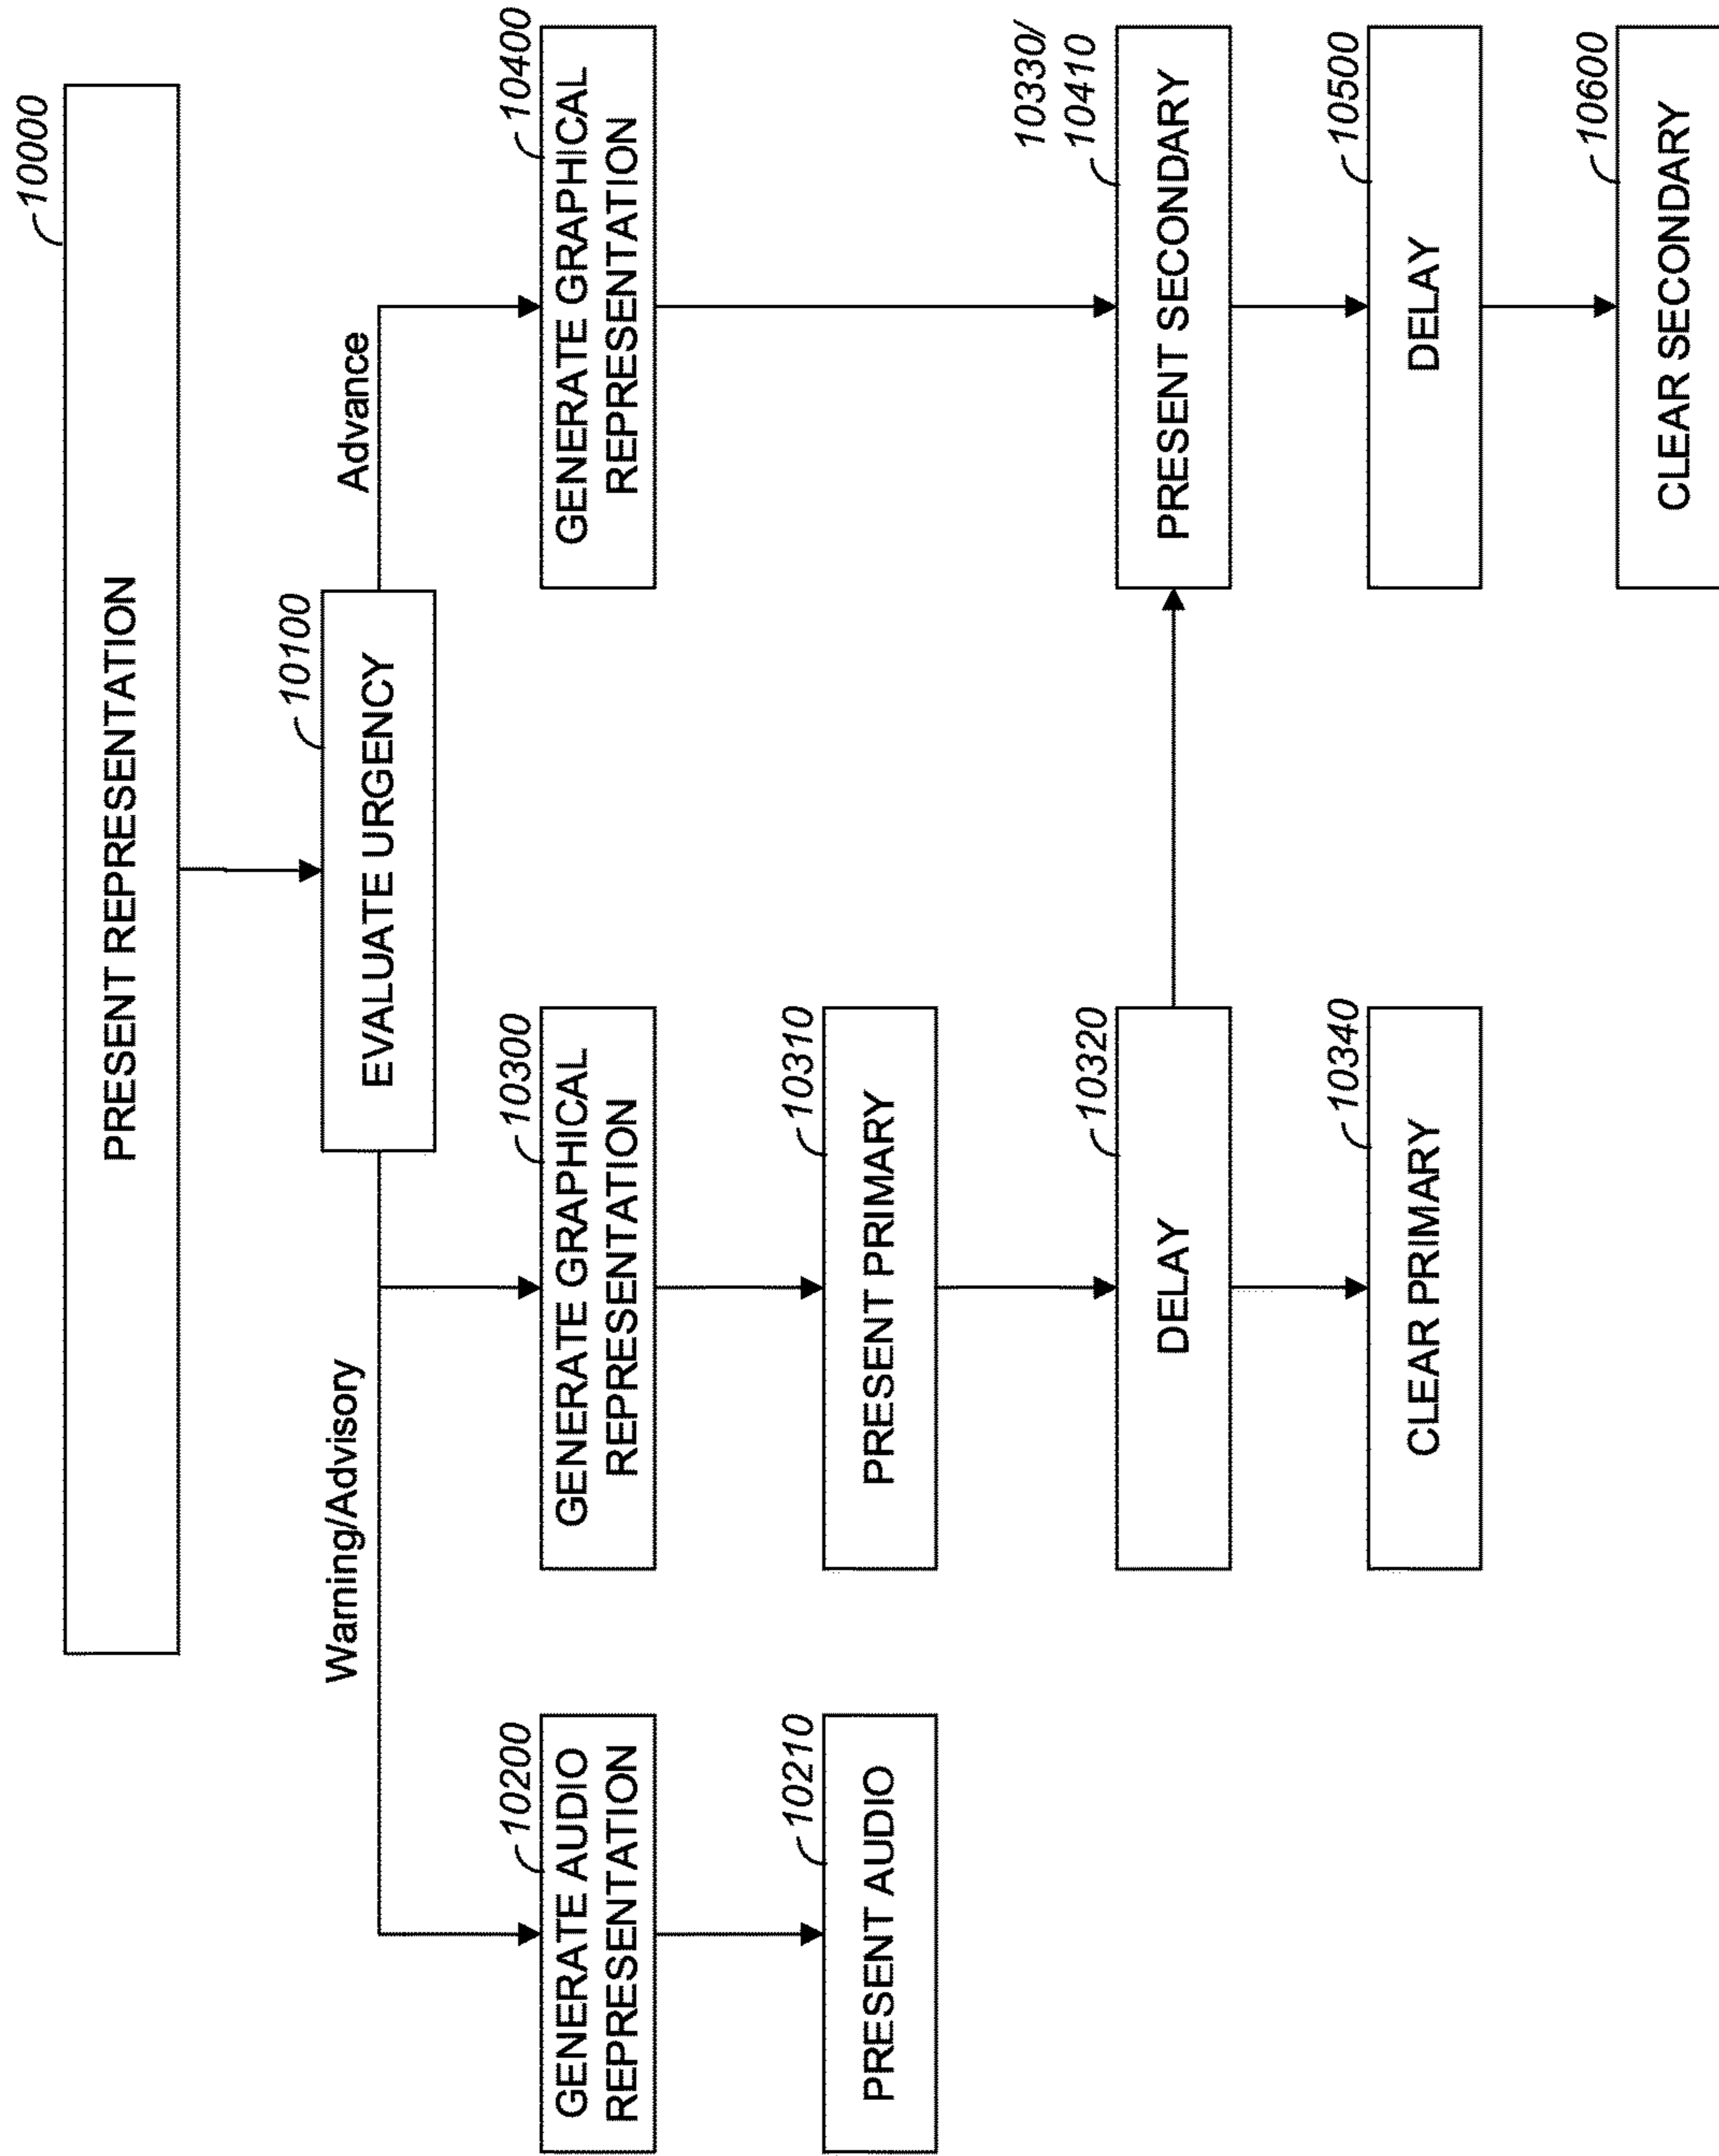 10000
PRESENT REPRESENTATION
10100
EVALUATE URGENCY
Warning/Advisory
Advance
10200
GENERATE AUDIO
REPRESENTATION
10300
GENERATE GRAPHICAL
REPRESENTATION
10400
GENERATE GRAPHICAL
REPRESENTATION
10210
PRESENT AUDIO
10310
PRESENT PRIMARY
10320
DELAY
10330/
10410
PRESENT SECONDARY
10340
CLEAR PRIMARY
10500
DELAY
10600
CLEAR SECONDARY